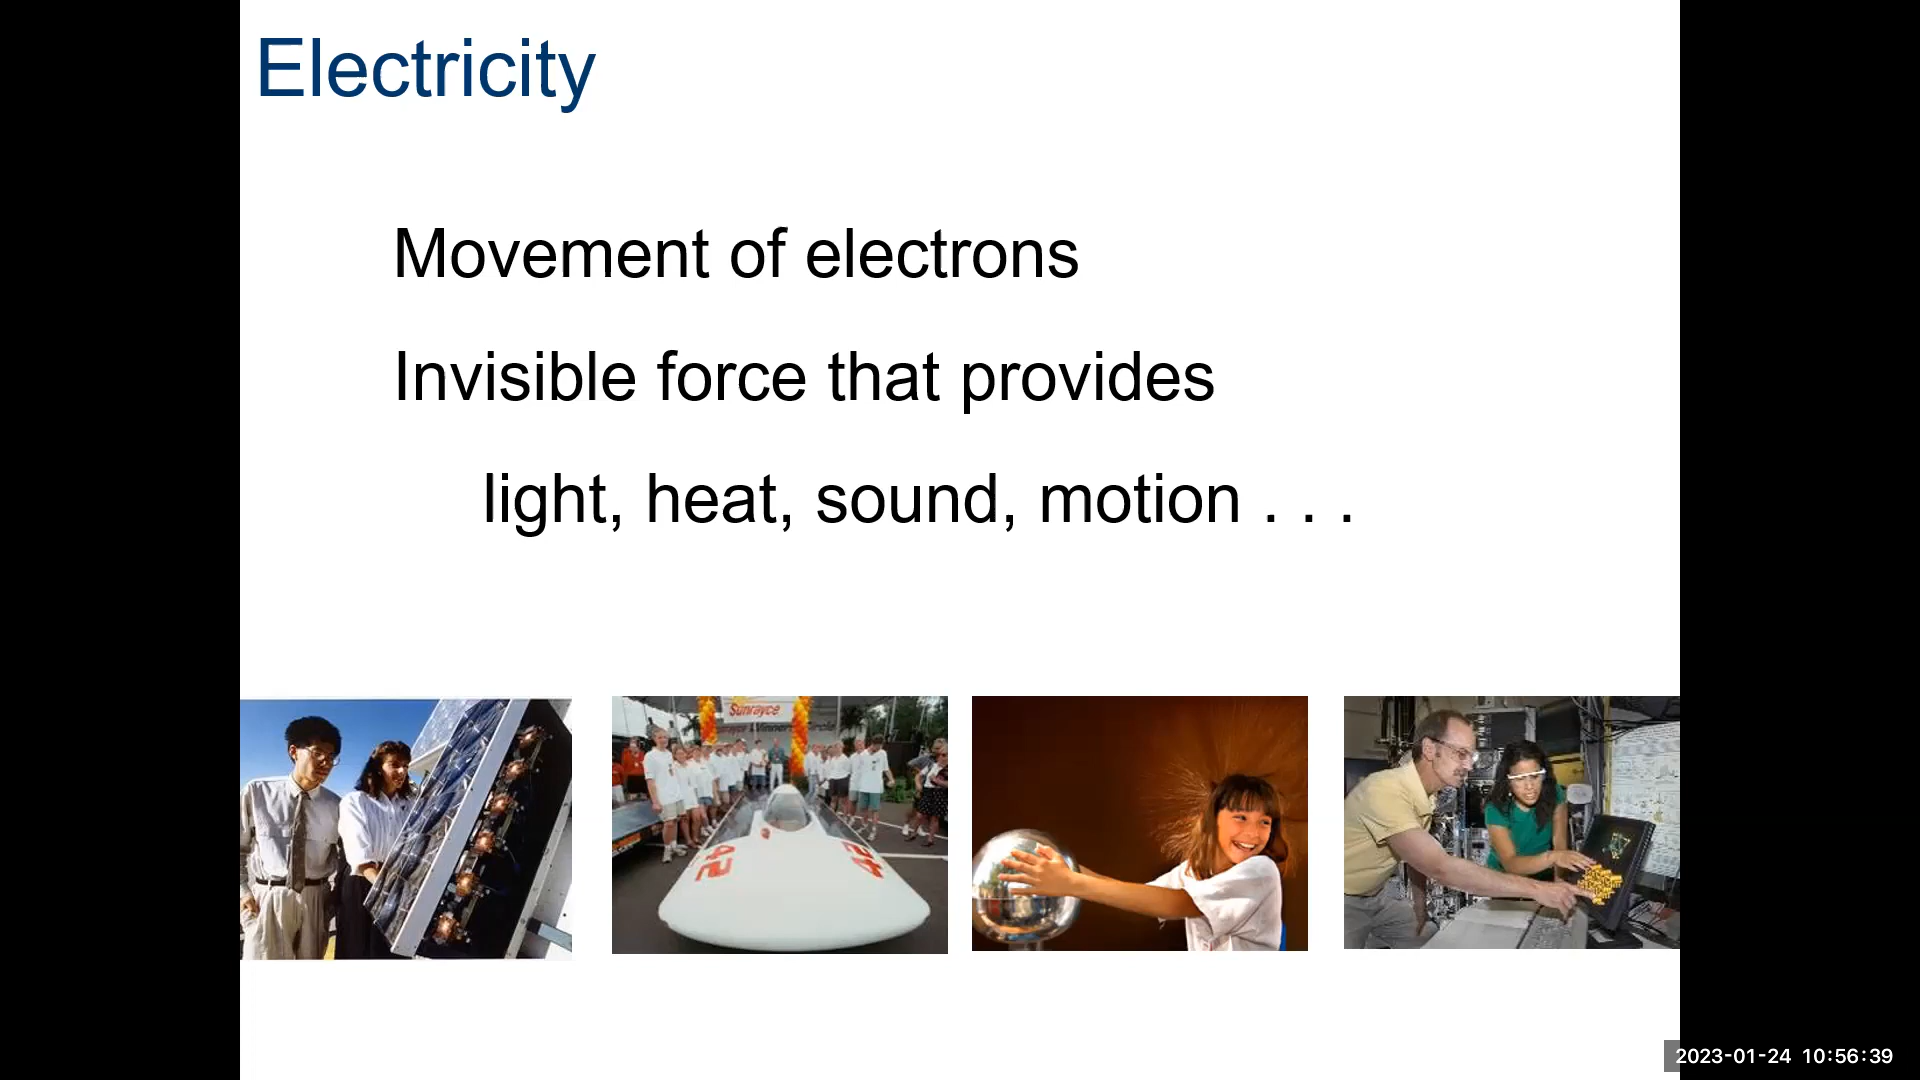 Electricity
Movement of electrons
Invisible force that provides
light, heat, sound, motion . . .
Sunrayce
42
42
2023-01-24 10:56:39